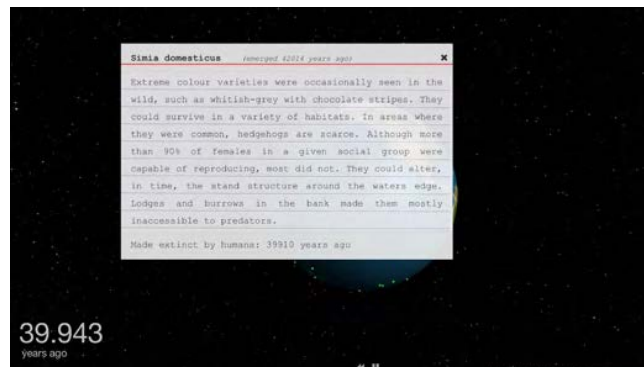 Simia domesticus (emerged 42014 years ago) ✖
Extreme colour varieties were occasionally seen in the
wild, such as whitish-grey with chocolate stripes. They
could survive in a variety of habitats. In areas where
they were common, hedgehogs are scarce. Although more
than 90% of females in a given social group were
capable of reproducing, most did not. They could alter,
in time, the stand structure around the waters edge.
Lodges and burrows in the bank made them mostly
inaccessible to predators.
Made extinct by humans: 39910 years ago
39.943
years ago